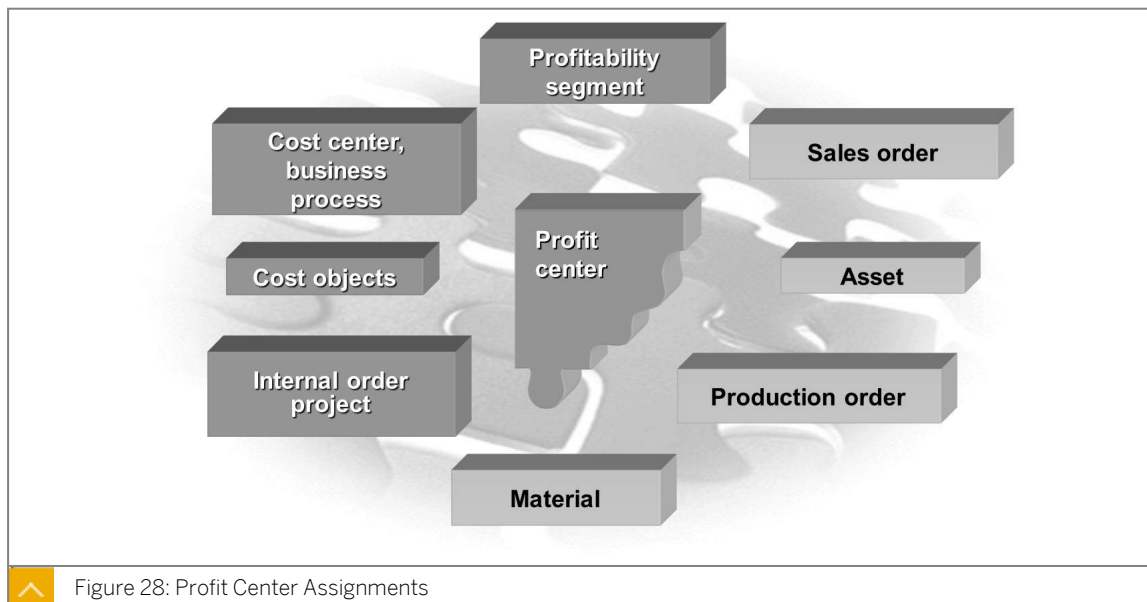 Profitability
segment
Cost center,
business
process
Sales order
Profit
center
Cost objects
Asset
Internal order
project
Production order
Material
Figure 28: Profit Center Assignments